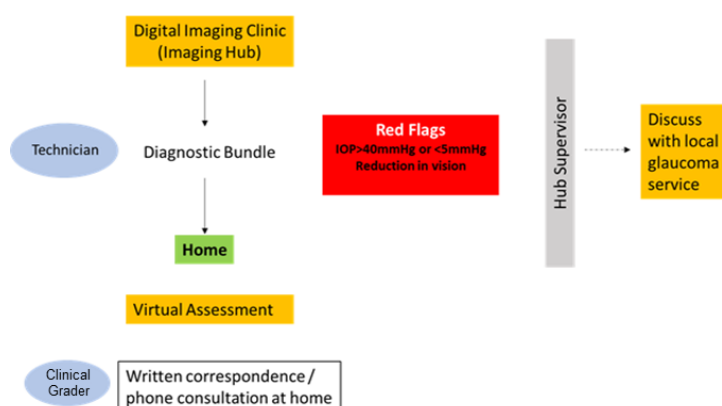 Digital Imaging Clinic
(Imaging Hub)
Technician
Diagnostic Bundle
Red Flags
IOP>40mmHg or <5mmHg
Reduction in vision
Hub Supervisor
Discuss
with local
glaucoma
service
Home
Virtual Assessment
Clinical
Grader
Written correspondence /
phone consultation at home